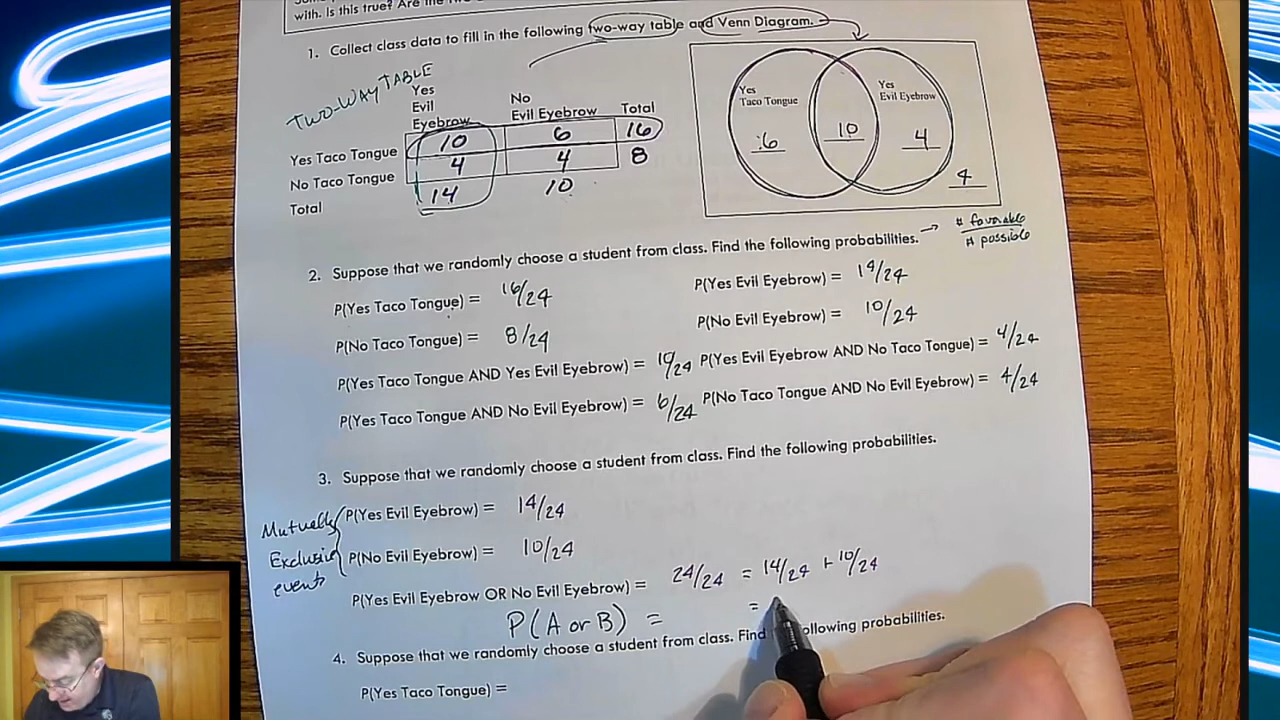 with. Is this true? Are the
1. Collect class data to fill in the following two-way table and Venn Diagram.
TWO-WAY TABLE
Yes Evil Eyebrow No Evil Eyebrow Total
Yes Taco Tongue 10 6 16
No Taco Tongue 4 4 8
Total 14 10
Yes Taco Tongue
Yes Evil Eyebrow
6 10 4
4
2. Suppose that we randomly choose a student from class. Find the following probabilities. → # favorable / # possible
P(Yes Taco Tongue) = 16/24 P(Yes Evil Eyebrow) = 14/24
P(No Taco Tongue) = 8/24 P(No Evil Eyebrow) = 10/24
P(Yes Taco Tongue AND Yes Evil Eyebrow) = 10/24 P(Yes Evil Eyebrow AND No Taco Tongue) = 4/24
P(Yes Taco Tongue AND No Evil Eyebrow) = 6/24 P(No Taco Tongue AND No Evil Eyebrow) = 4/24
3. Suppose that we randomly choose a student from class. Find the following probabilities.
Mutually Exclusive events
P(Yes Evil Eyebrow) = 14/24
P(No Evil Eyebrow) = 10/24
P(Yes Evil Eyebrow OR No Evil Eyebrow) = 24/24 = 14/24 + 10/24
P(A or B) = =
4. Suppose that we randomly choose a student from class. Find following probabilities.
P(Yes Taco Tongue) =